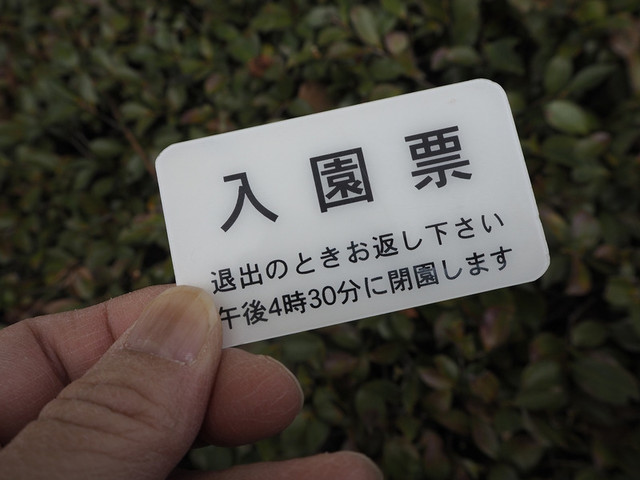 入園票
退出のときお返し下さい
午後4時30分に閉園します